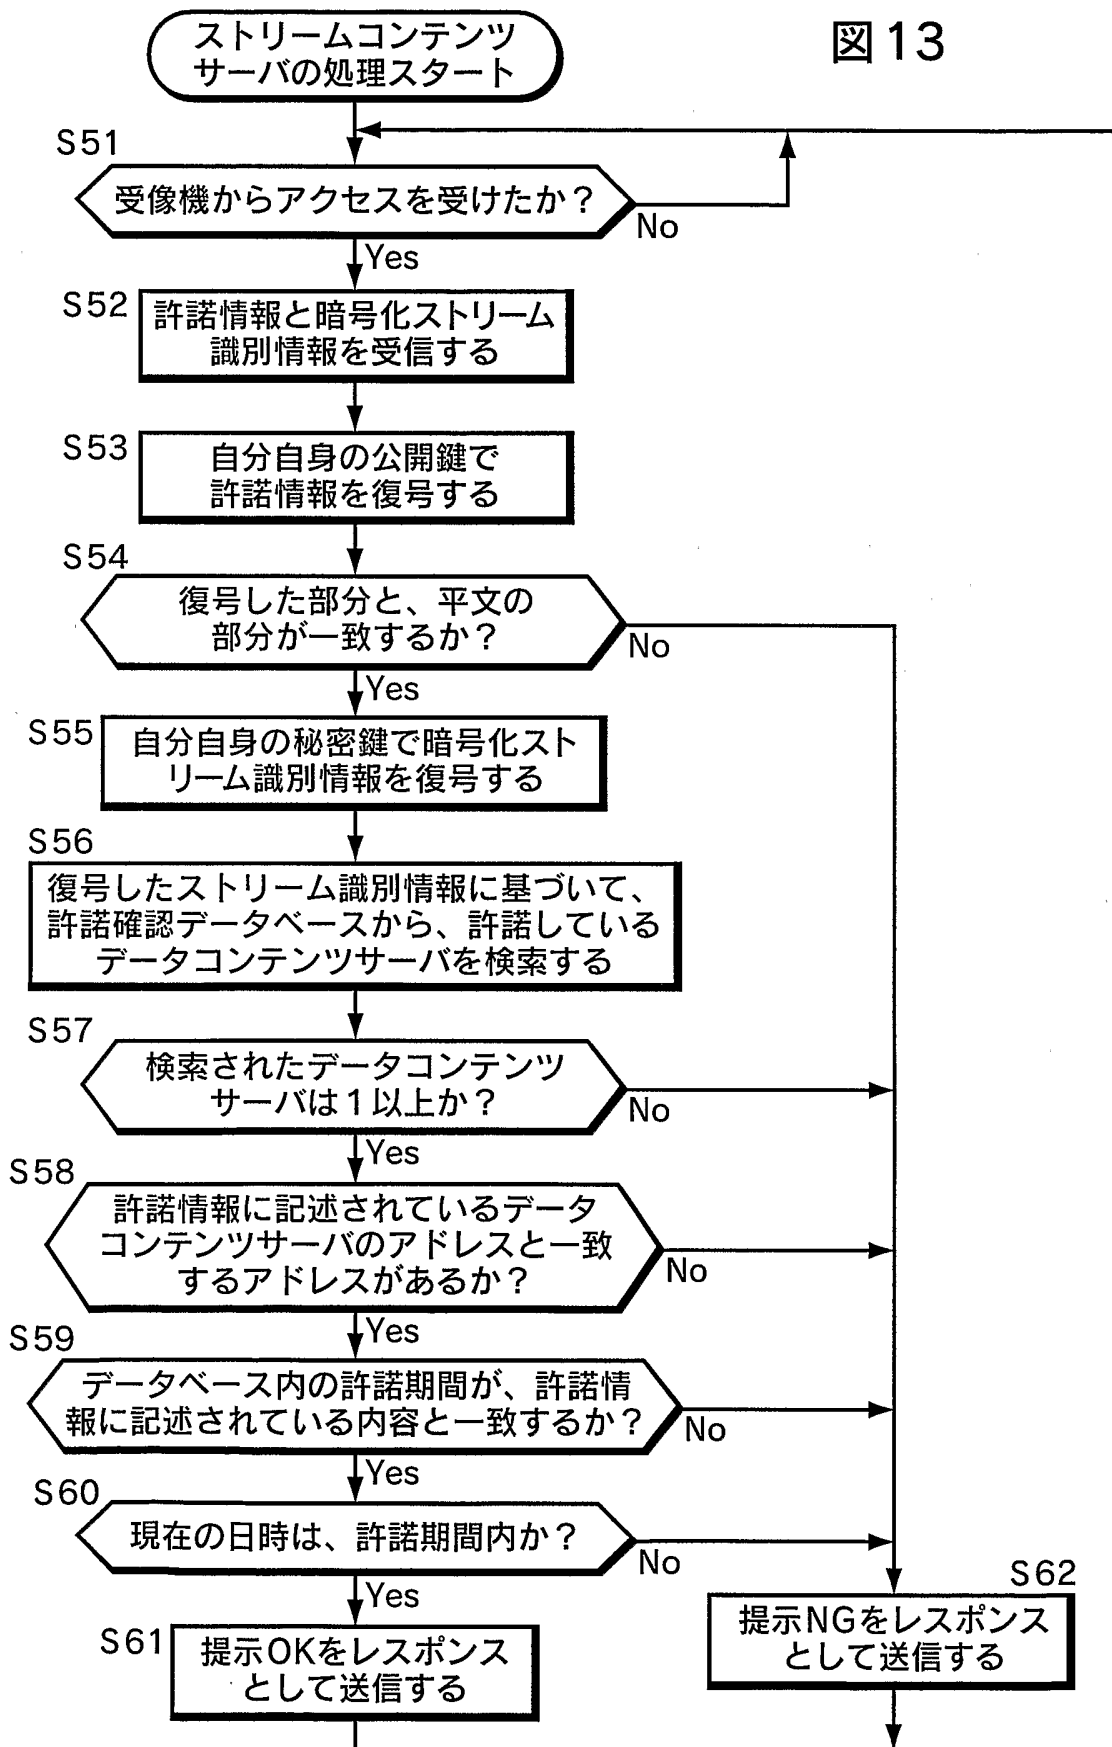 図13
ストリームコンテンツ
サーバの処理スタート
S51
受像機からアクセスを受けたか？
No
Yes
S52
許諾情報と暗号化ストリーム
識別情報を受信する
S53
自分自身の公開鍵で
許諾情報を復号する
S54
復号した部分と、平文の
部分が一致するか？
No
Yes
S55
自分自身の秘密鍵で暗号化スト
リーム識別情報を復号する
S56
復号したストリーム識別情報に基づいて、
許諾確認データベースから、許諾している
データコンテンツサーバを検索する
S57
検索されたデータコンテンツ
サーバは1以上か？
No
Yes
S58
許諾情報に記述されているデータ
コンテンツサーバのアドレスと一致
するアドレスがあるか？
No
Yes
S59
データベース内の許諾期間が、許諾情
報に記述されている内容と一致するか？
No
Yes
S60
現在の日時は、許諾期間内か？
No
Yes
S61
提示OKをレスポンス
として送信する
S62
提示NGをレスポンス
として送信する